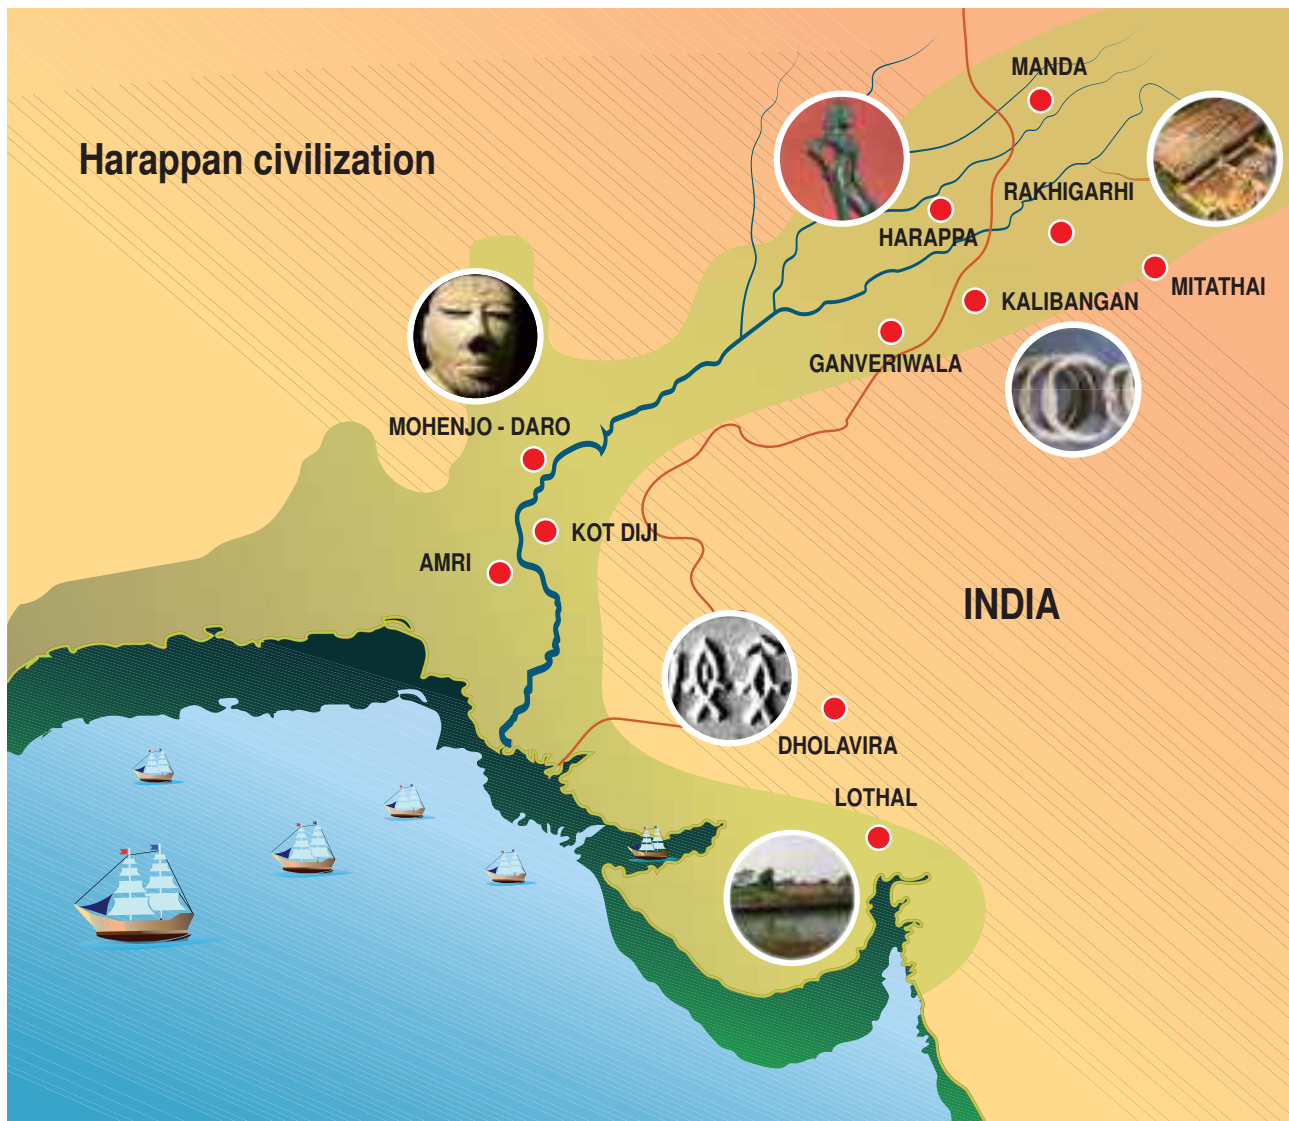 MANDA
Harappan civilization
RAKHIGARHI
HARAPPA
MITATHAI
KALIBANGAN
GANVERIWALA
MOHENJO - DARO
KOT DIJI
AMRI
INDIA
DHOLAVIRA
LOTHAL